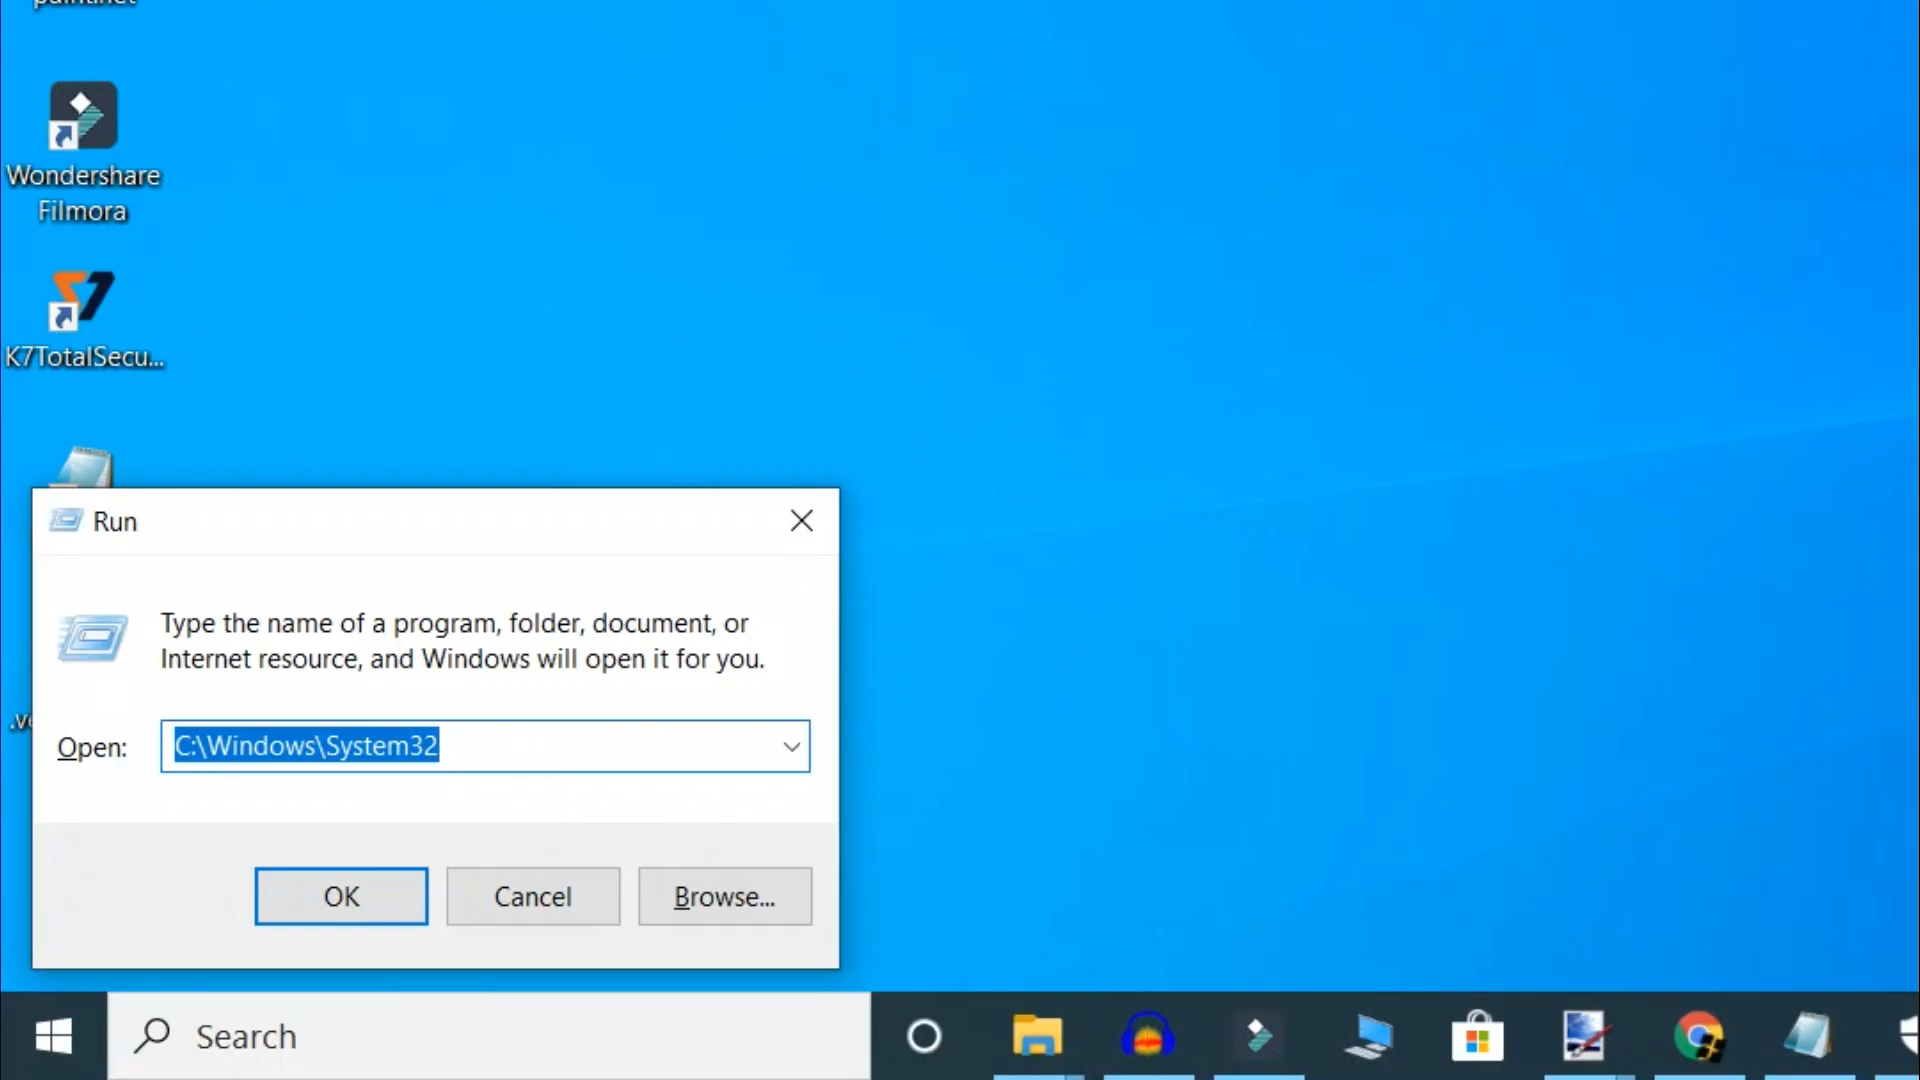 paint.net
Wondershare
Filmora
K7TotalSecu...
Run
Type the name of a program, folder, document, or
Internet resource, and Windows will open it for you.
.ve
Open:
C:\Windows\System32
OK
Cancel
Browse...
Search